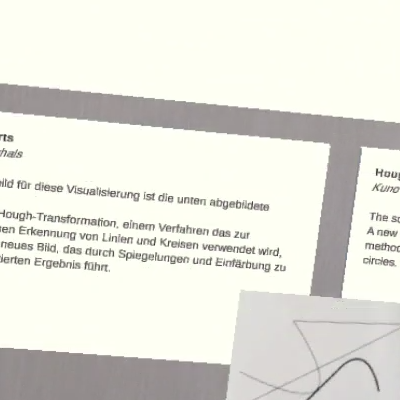 rts
hals
ild für diese Visualisierung ist die unten abgebildete
Hough-Transformation, einem Verfahren das zur
en Erkennung von Linien und Kreisen verwendet wird,
neues Bild, das durch Spiegelungen und Einfärbung zu
ierten Ergebnis führt.
Houg
Kuno
The so
A new
method
circles.